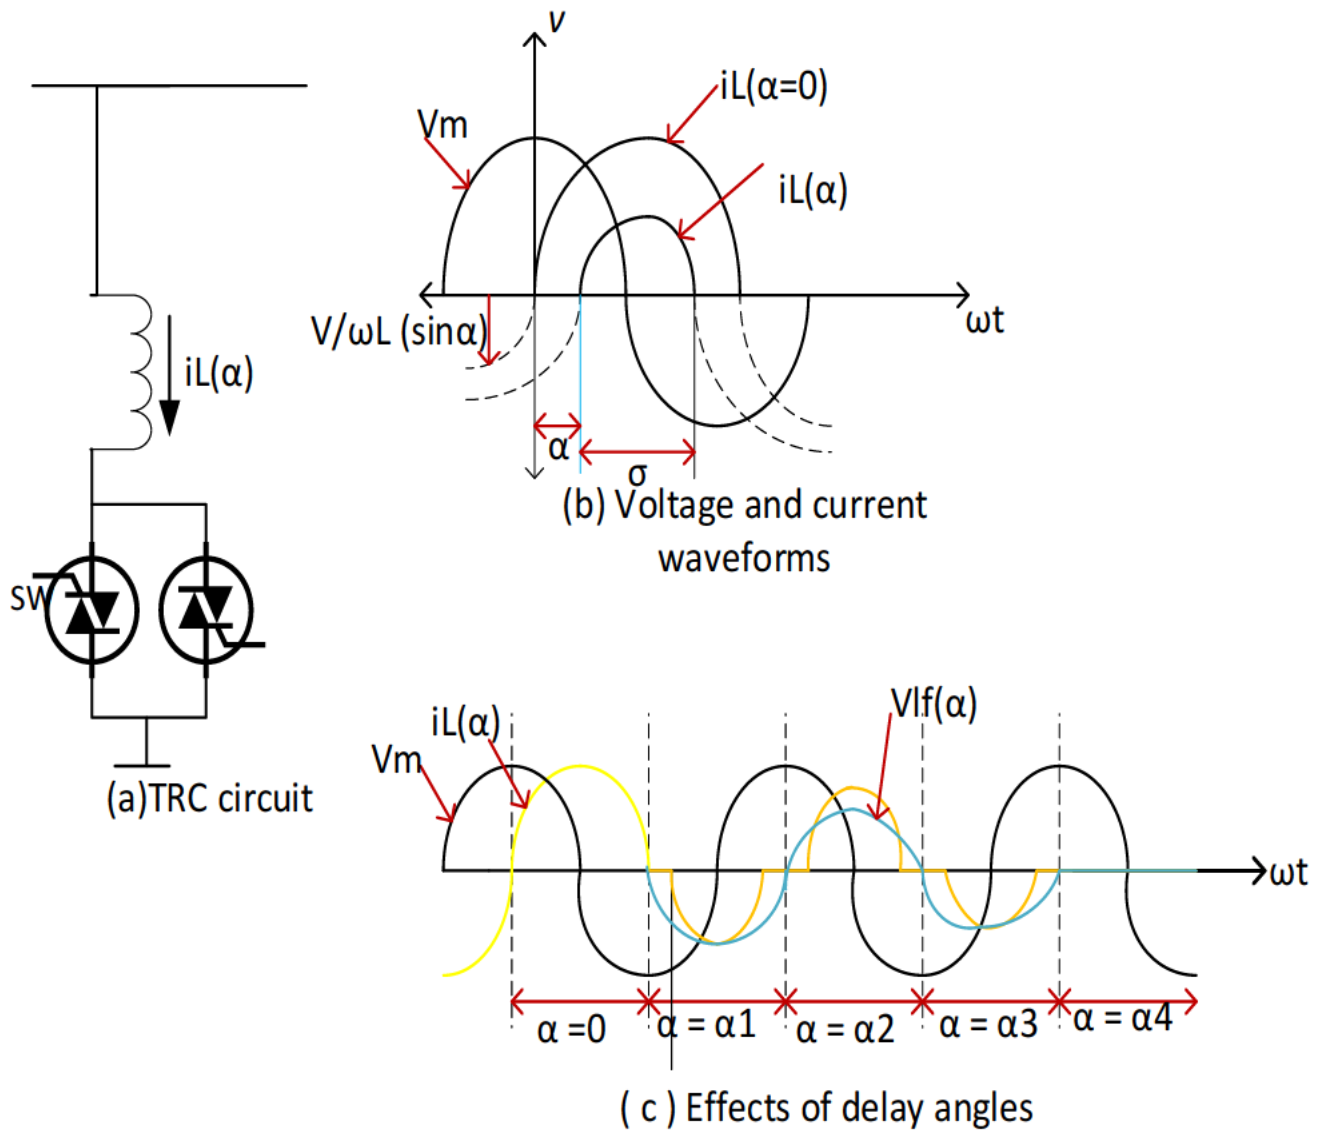 v
iL(α=0)
Vm
iL(α)
V/ωL (sinα)
ωt
α
σ
(b) Voltage and current
waveforms
iL(α)
SW
(a)TRC circuit
Vlf(α)
iL(α)
Vm
ωt
α =0
α = α1
α = α2
α = α3
α = α4
( c ) Effects of delay angles